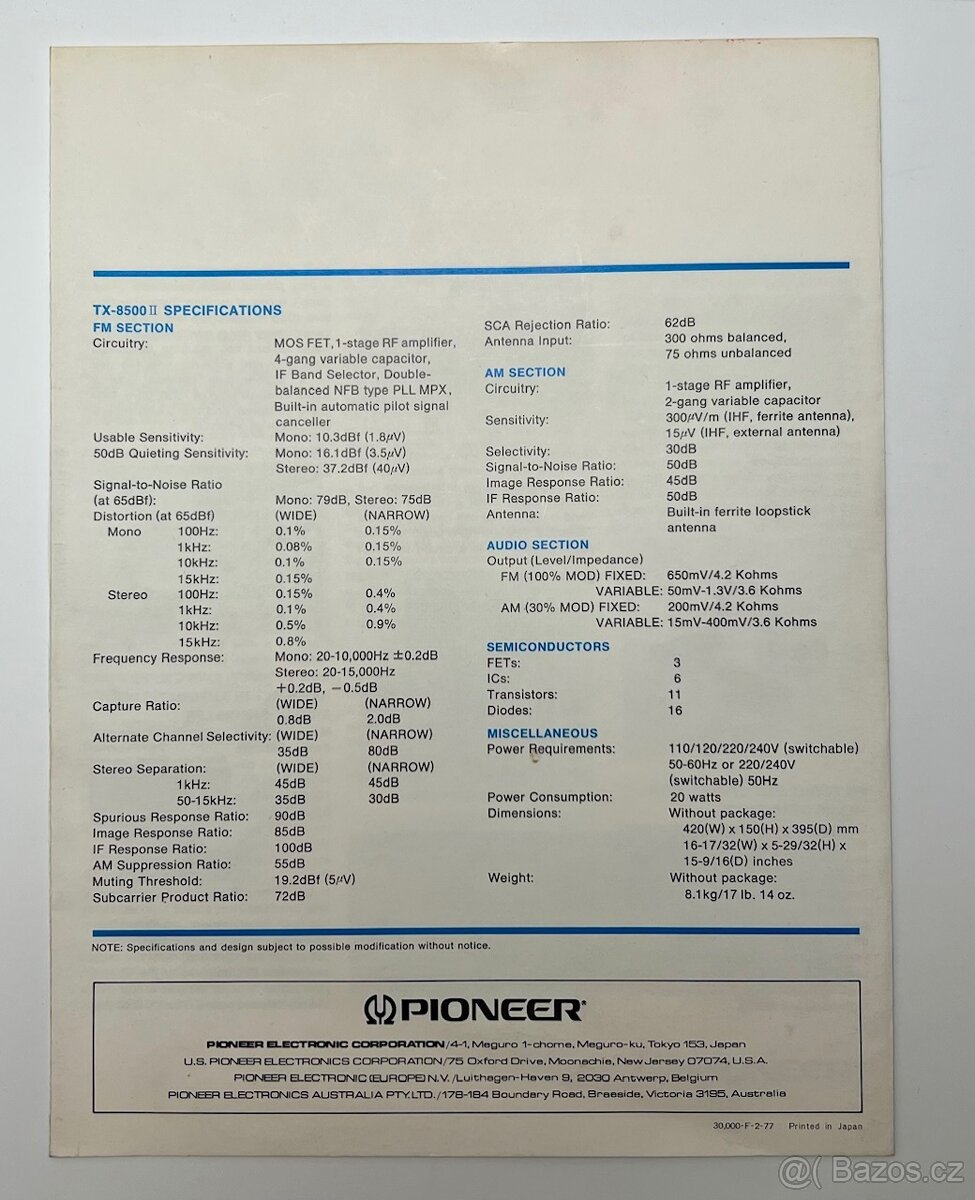 TX-8500 II SPECIFICATIONS
FM SECTION
Circuitry: MOS FET, 1-stage RF amplifier,
4-gang variable capacitor,
IF Band Selector, Double-
balanced NFB type PLL MPX,
Built-in automatic pilot signal
canceller
Usable Sensitivity: Mono: 10.3dBf (1.8μV)
50dB Quieting Sensitivity: Mono: 16.1dBf (3.5μV)
Stereo: 37.2dBf (40μV)
Signal-to-Noise Ratio
(at 65dBf): Mono: 79dB, Stereo: 75dB
Distortion (at 65dBf) (WIDE) (NARROW)
Mono 100Hz: 0.1% 0.15%
1kHz: 0.08% 0.15%
10kHz: 0.1% 0.15%
15kHz: 0.15%
Stereo 100Hz: 0.15% 0.4%
1kHz: 0.1% 0.4%
10kHz: 0.5% 0.9%
15kHz: 0.8%
Frequency Response: Mono: 20-10,000Hz ±0.2dB
Stereo: 20-15,000Hz
+0.2dB, −0.5dB
Capture Ratio: (WIDE) (NARROW)
0.8dB 2.0dB
Alternate Channel Selectivity: (WIDE) (NARROW)
35dB 80dB
Stereo Separation: (WIDE) (NARROW)
1kHz: 45dB 45dB
50-15kHz: 35dB 30dB
Spurious Response Ratio: 90dB
Image Response Ratio: 85dB
IF Response Ratio: 100dB
AM Suppression Ratio: 55dB
Muting Threshold: 19.2dBf (5μV)
Subcarrier Product Ratio: 72dB
SCA Rejection Ratio: 62dB
Antenna Input: 300 ohms balanced,
75 ohms unbalanced
AM SECTION
Circuitry: 1-stage RF amplifier,
2-gang variable capacitor
Sensitivity: 300μV/m (IHF, ferrite antenna),
15μV (IHF, external antenna)
Selectivity: 30dB
Signal-to-Noise Ratio: 50dB
Image Response Ratio: 45dB
IF Response Ratio: 50dB
Antenna: Built-in ferrite loopstick
antenna
AUDIO SECTION
Output (Level/Impedance)
FM (100% MOD) FIXED: 650mV/4.2 Kohms
VARIABLE: 50mV-1.3V/3.6 Kohms
AM (30% MOD) FIXED: 200mV/4.2 Kohms
VARIABLE: 15mV-400mV/3.6 Kohms
SEMICONDUCTORS
FETs: 3
ICs: 6
Transistors: 11
Diodes: 16
MISCELLANEOUS
Power Requirements: 110/120/220/240V (switchable)
50-60Hz or 220/240V
(switchable) 50Hz
Power Consumption: 20 watts
Dimensions: Without package:
420(W) x 150(H) x 395(D) mm
16-17/32(W) x 5-29/32(H) x
15-9/16(D) inches
Weight: Without package:
8.1kg/17 lb. 14 oz.
NOTE: Specifications and design subject to possible modification without notice.
PIONEER®
PIONEER ELECTRONIC CORPORATION/4-1, Meguro 1-chome, Meguro-ku, Tokyo 153, Japan
U.S. PIONEER ELECTRONICS CORPORATION/75 Oxford Drive, Moonachie, New Jersey 07074, U.S.A.
PIONEER ELECTRONIC (EUROPE) N.V./Luithagen-Haven 9, 2030 Antwerp, Belgium
PIONEER ELECTRONICS AUSTRALIA PTY. LTD./178-184 Boundary Road, Braeside, Victoria 3195, Australia
30,000-F-2-77 Printed in Japan
@( Bazos.cz